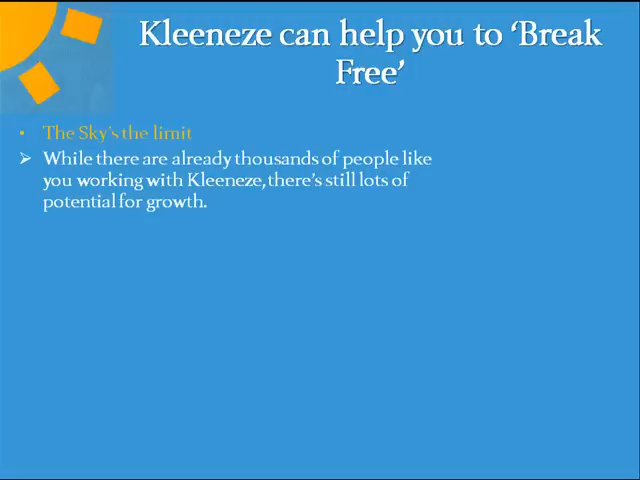 Kleeneze can help you to ‘Break
Free’
• The Sky’s the limit
➢ While there are already thousands of people like
you working with Kleeneze, there’s still lots of
potential for growth.